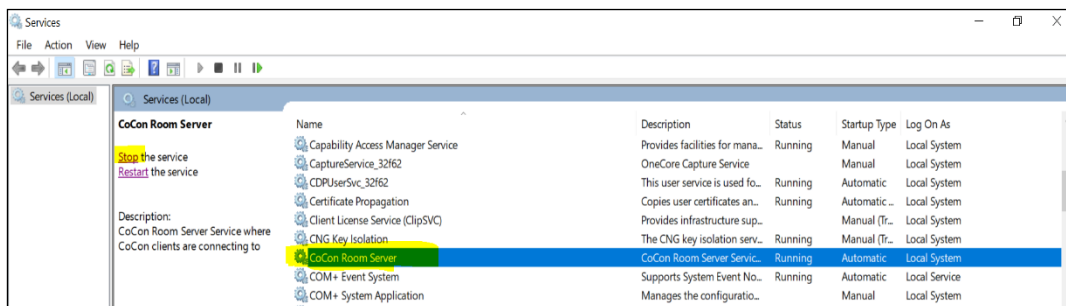 Services
File Action View Help
Services (Local)
Services (Local)
CoCon Room Server
Stop the service
Restart the service
Description:
CoCon Room Server Service where
CoCon clients are connecting to
Name Description Status Startup Type Log On As
Capability Access Manager Service Provides facilities for mana... Running Manual Local System
CaptureService_32f62 OneCore Capture Service Manual Local System
CDPUserSvc_32f62 This user service is used fo... Running Automatic Local System
Certificate Propagation Copies user certificates an... Running Automatic ... Local System
Client License Service (ClipSVC) Provides infrastructure sup... Manual (Tr... Local System
CNG Key Isolation The CNG key isolation serv... Running Manual (Tr... Local System
CoCon Room Server CoCon Room Server Servic... Running Automatic Local System
COM+ Event System Supports System Event No... Running Automatic Local Service
COM+ System Application Manages the configuratio... Manual Local System